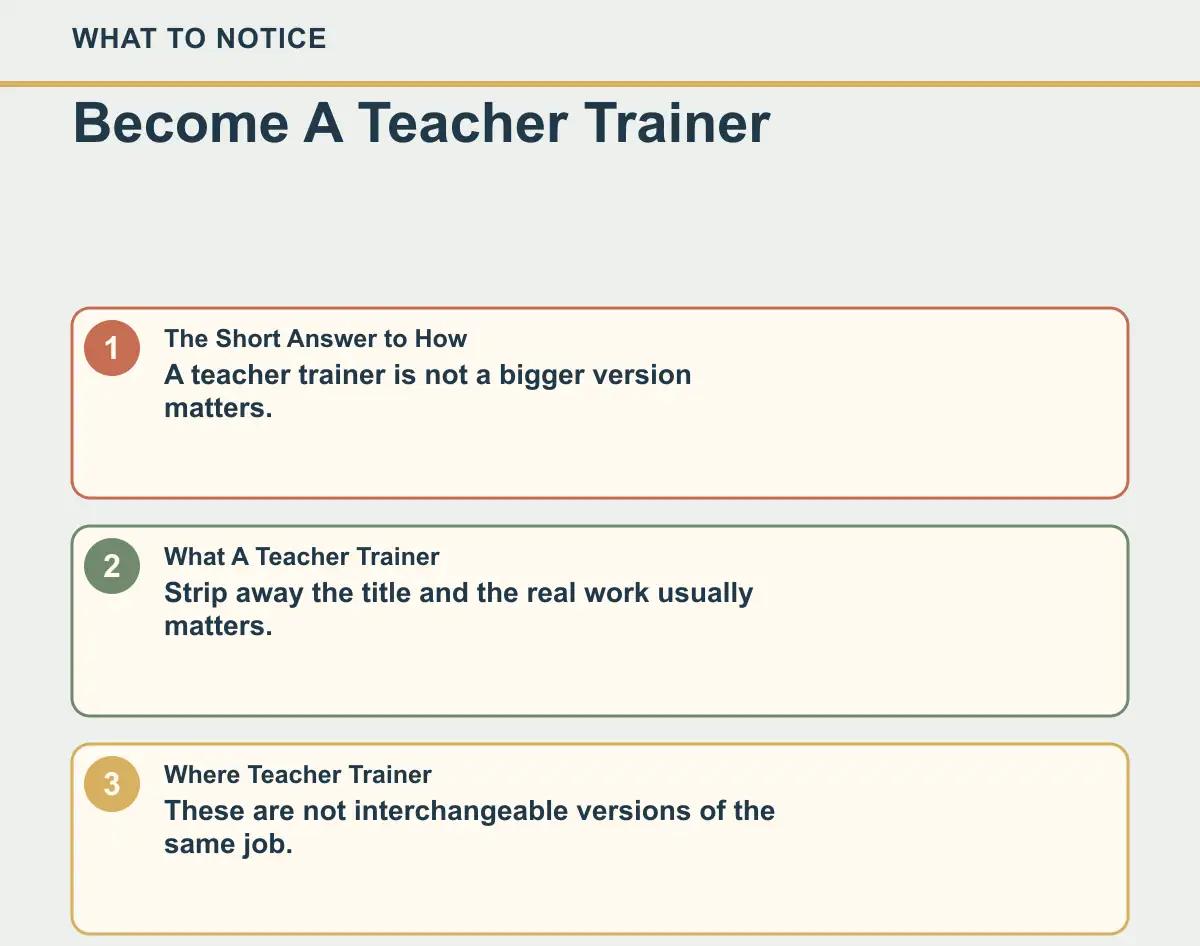 WHAT TO NOTICE
Become A Teacher Trainer
1
The Short Answer to How
A teacher trainer is not a bigger version
matters.
2
What A Teacher Trainer
Strip away the title and the real work usually
matters.
3
Where Teacher Trainer
These are not interchangeable versions of the
same job.